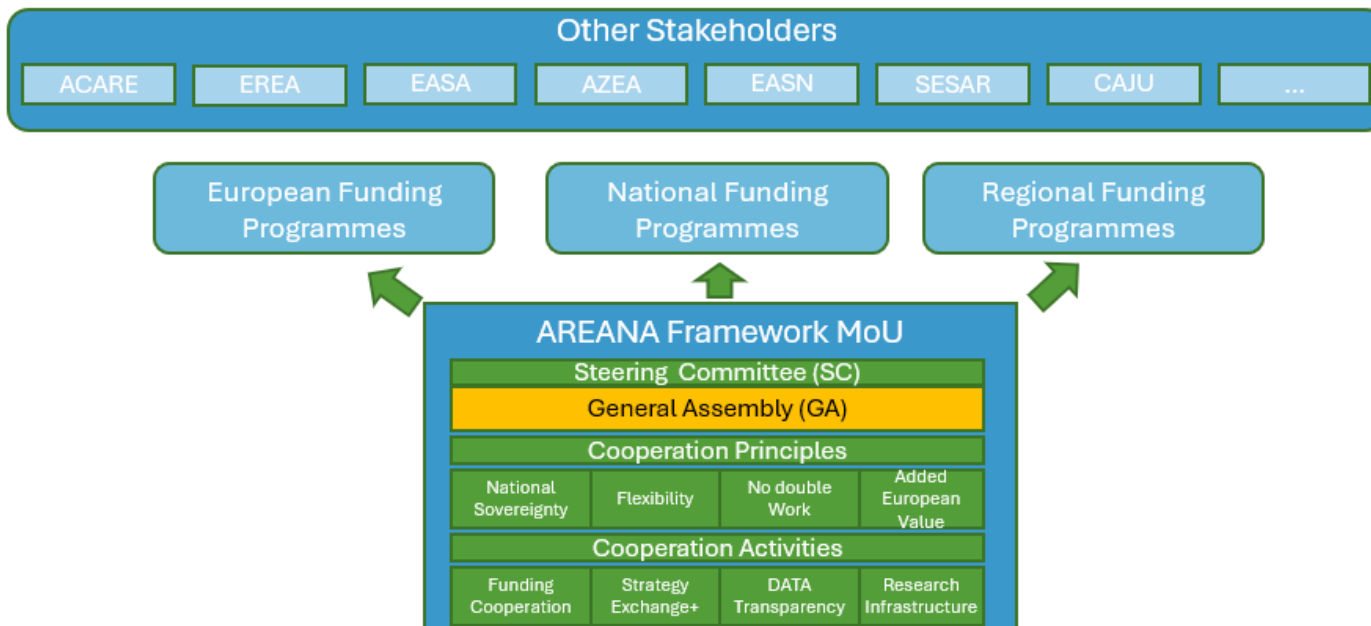 Other Stakeholders
ACARE
EREA
EASA
AZEA
EASN
SESAR
CAJU
...
European Funding
Programmes
National Funding
Programmes
Regional Funding
Programmes
AREANA Framework MoU
Steering Committee (SC)
General Assembly (GA)
Cooperation Principles
National
Sovereignty
Flexibility
No double
Work
Added
European
Value
Cooperation Activities
Funding
Cooperation
Strategy
Exchange+
DATA
Transparency
Research
Infrastructure